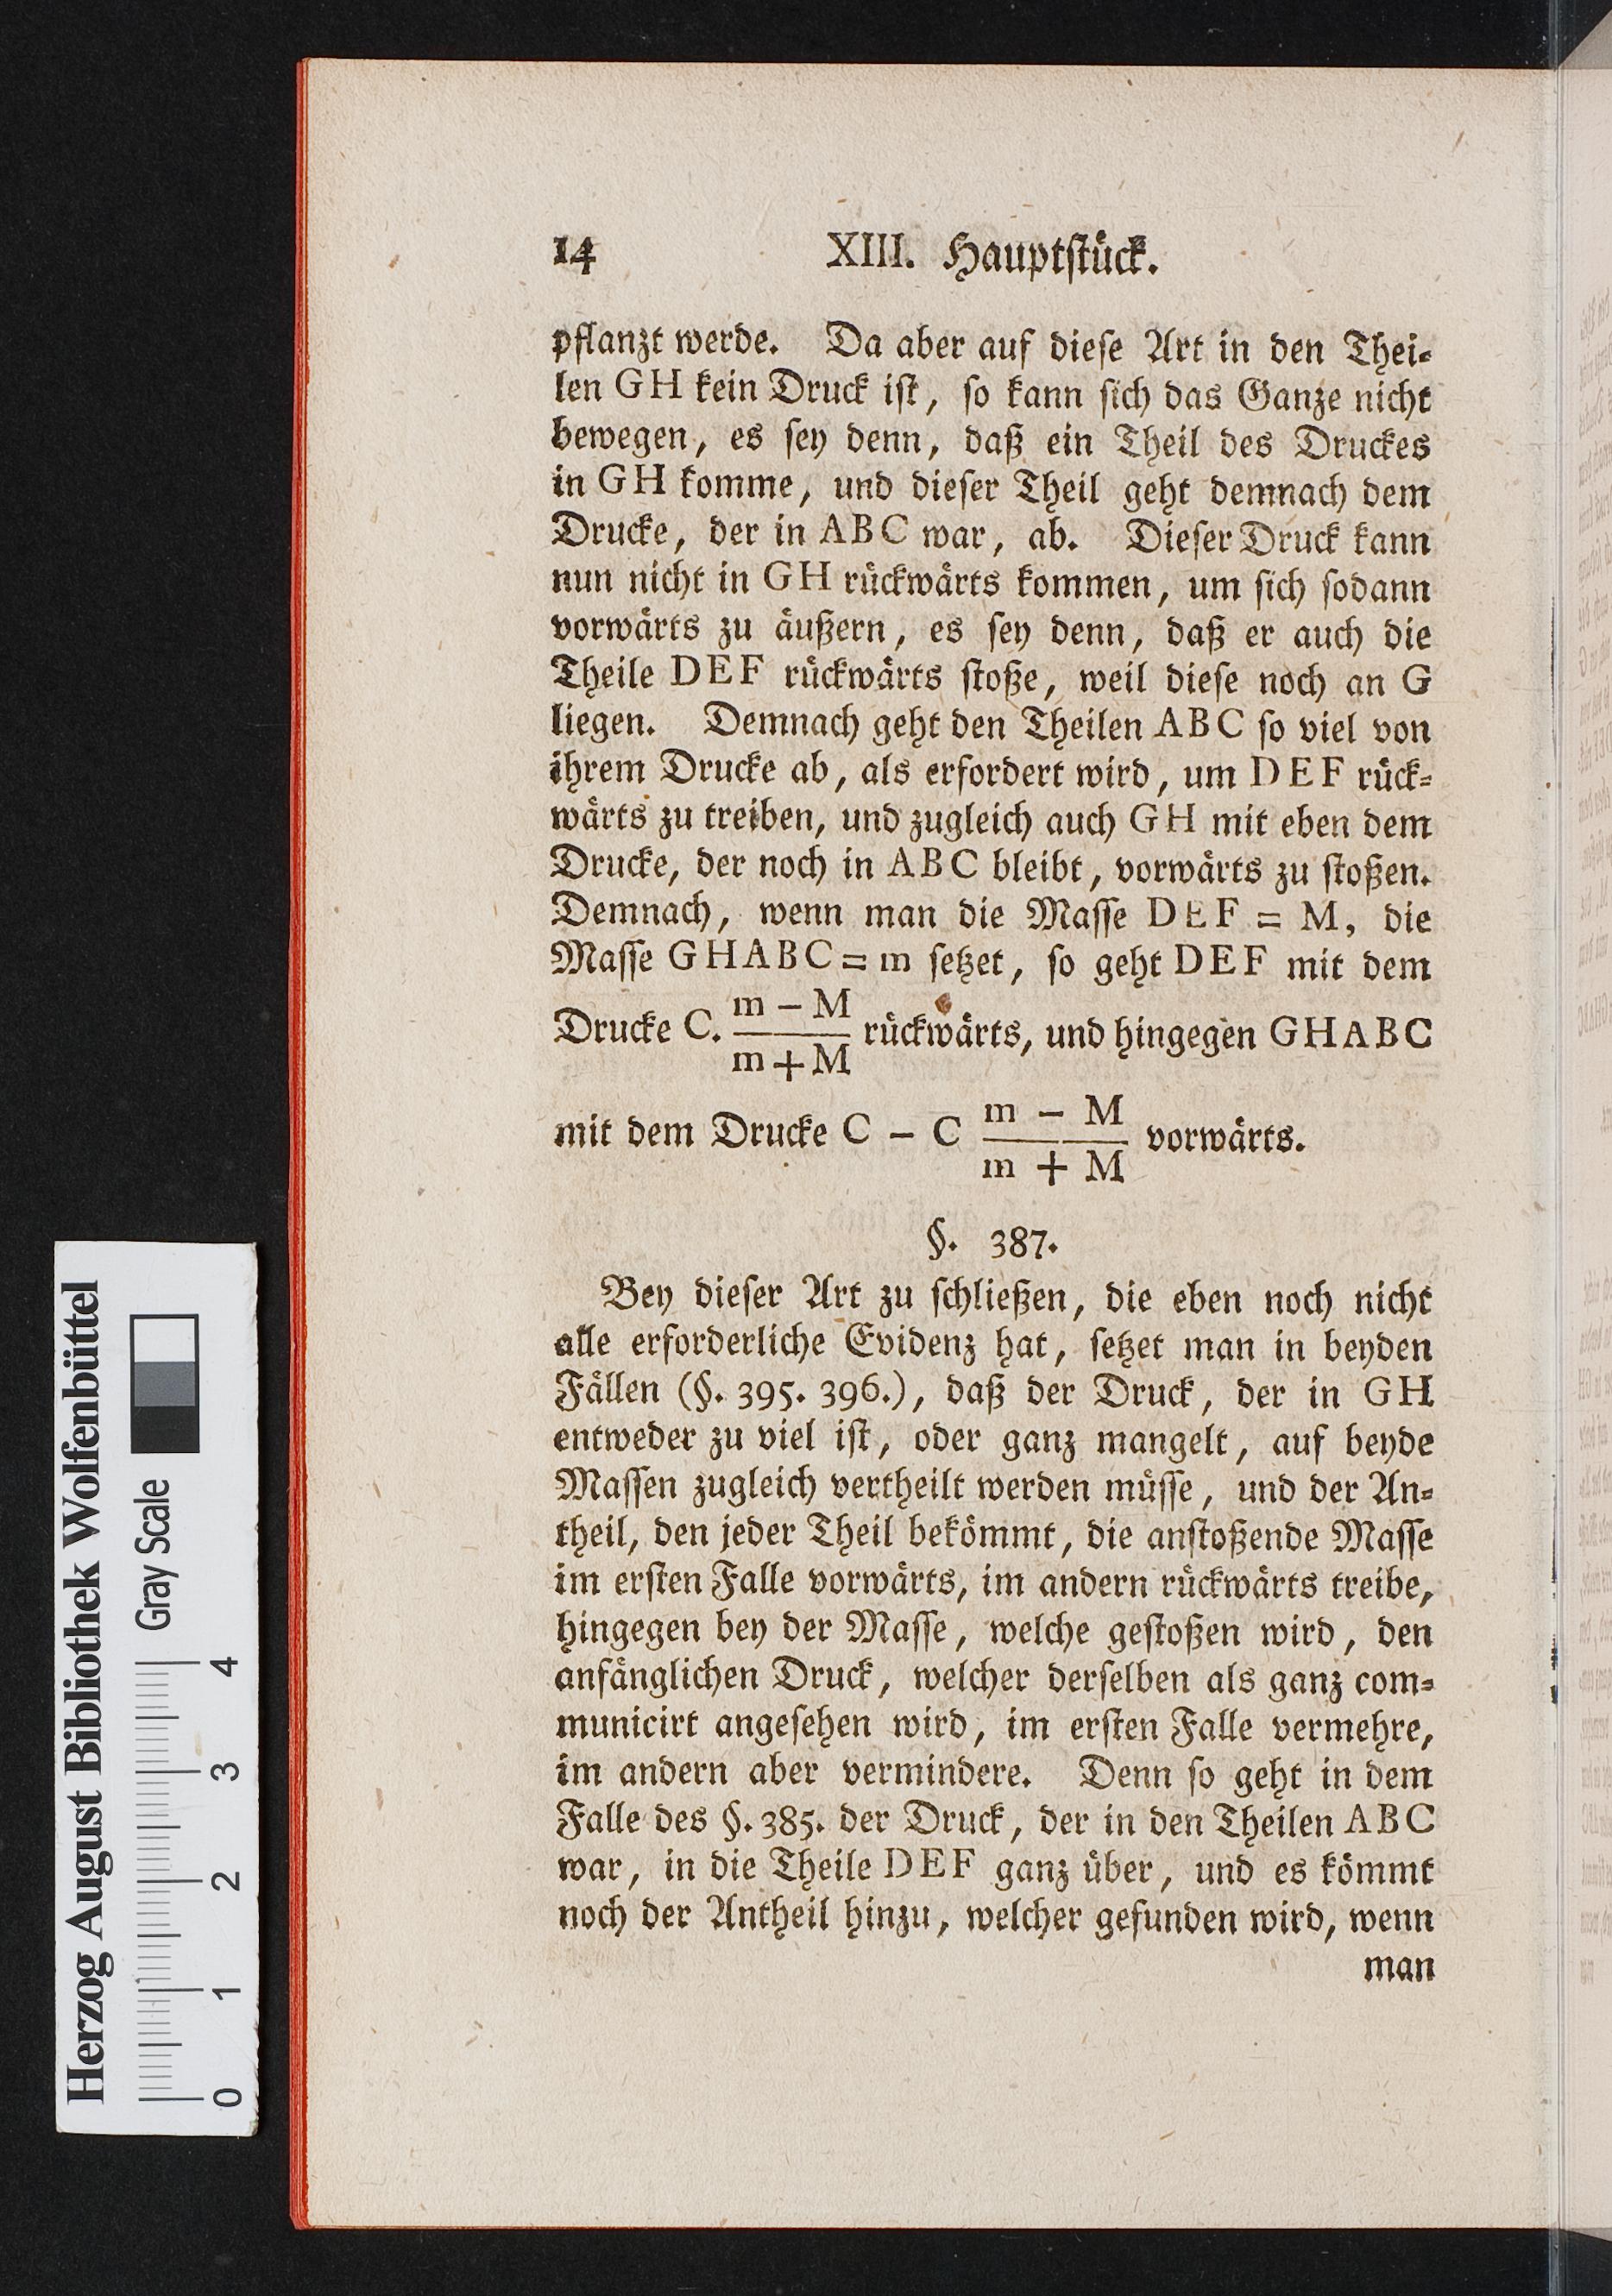 14 XIII. Hauptstück.
pflanzt werde. Da aber auf diese Art in den Thei-
len GH kein Druck ist, so kann sich das Ganze nicht
bewegen, es sey denn, daß ein Theil des Druckes
in GH komme, und dieser Theil geht demnach dem
Drucke, der in ABC war, ab. Dieser Druck kann
nun nicht in GH rückwärts kommen, um sich sodann
vorwärts zu äußern, es sey denn, daß er auch die
Theile DEF rückwärts stoße, weil diese noch an G
liegen. Demnach geht den Theilen ABC so viel von
ihrem Drucke ab, als erfordert wird, um DEF rück-
wärts zu treiben, und zugleich auch GH mit eben dem
Drucke, der noch in ABC bleibt, vorwärts zu stoßen.
Demnach, wenn man die Masse DEF = M, die
Masse GHABC = m setzet, so geht DEF mit dem
Drucke C. (m − M)/(m + M) rückwärts, und hingegen GHABC
mit dem Drucke C − C (m − M)/(m + M) vorwärts.
§. 387.
Bey dieser Art zu schließen, die eben noch nicht
alle erforderliche Evidenz hat, setzet man in beyden
Fällen (§. 395. 396.), daß der Druck, der in GH
entweder zu viel ist, oder ganz mangelt, auf beyde
Massen zugleich vertheilt werden müsse, und der An-
theil, den jeder Theil bekömmt, die anstoßende Masse
im ersten Falle vorwärts, im andern rückwärts treibe,
hingegen bey der Masse, welche gestoßen wird, den
anfänglichen Druck, welcher derselben als ganz com-
municirt angesehen wird, im ersten Falle vermehre,
im andern aber vermindere. Denn so geht in dem
Falle des §. 385. der Druck, der in den Theilen ABC
war, in die Theile DEF ganz über, und es kömmt
noch der Antheil hinzu, welcher gefunden wird, wenn
man
Herzog August Bibliothek Wolfenbüttel
Gray Scale
0 1 2 3 4